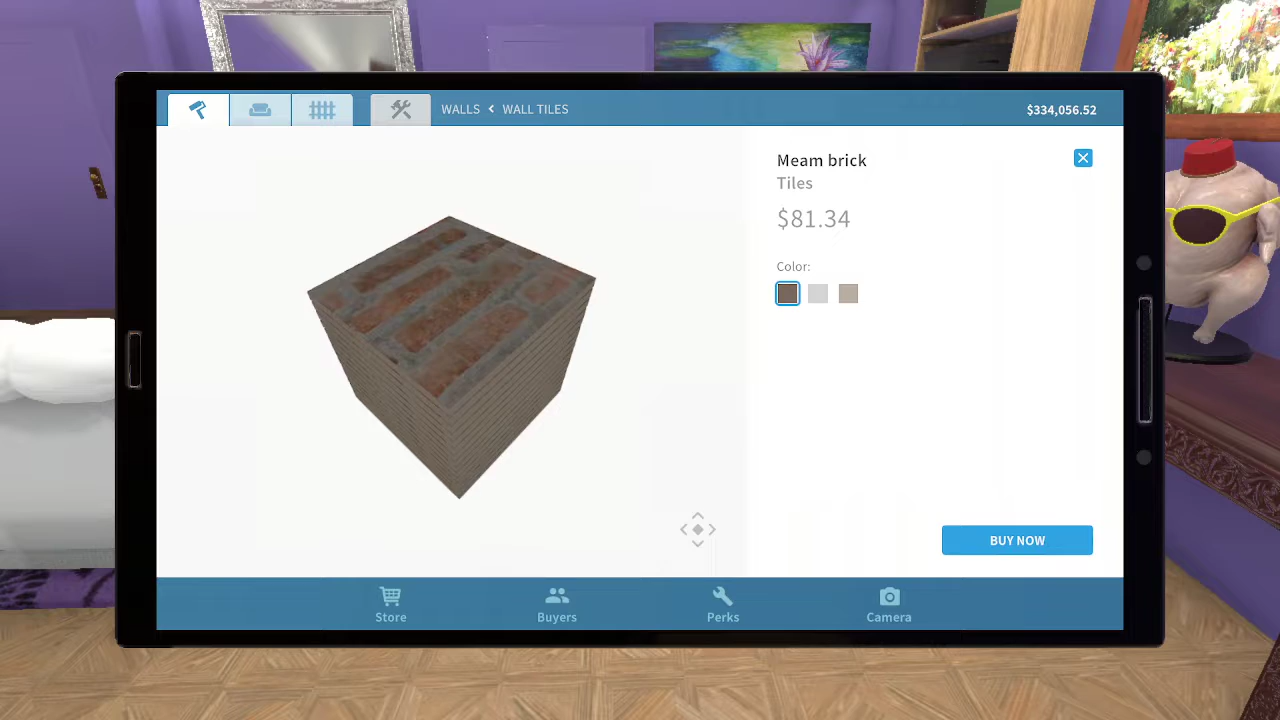 WALLS < WALL TILES
$334,056.52
Meam brick
Tiles
$81.34
Color:
BUY NOW
Store
Buyers
Perks
Camera